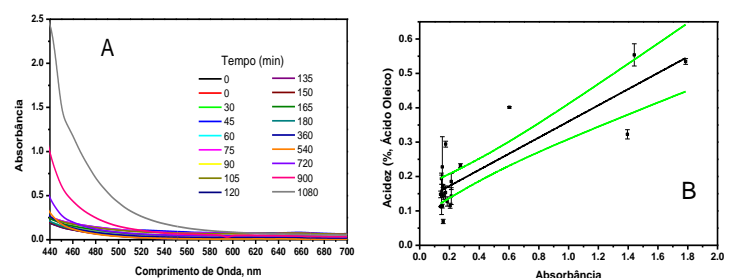 A
Tempo (min)
0 135
0 150
30 165
45 180
60 360
75 540
90 720
105 900
120 1080
Absorbância
2.5
2.0
1.5
1.0
0.5
0.0
440 460 480 500 520 540 560 580 600 620 640 660 680 700
Comprimento de Onda, nm
B
Acidez (%, Ácido Oleico)
0.6
0.5
0.4
0.3
0.2
0.1
0.0
0.0 0.2 0.4 0.6 0.8 1.0 1.2 1.4 1.6 1.8 2.0
Absorbância